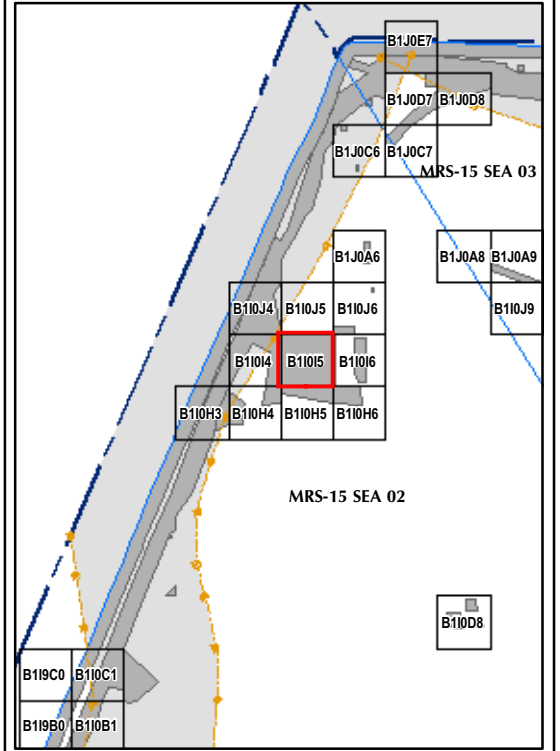 B1J0E7
B1J0D7 B1J0D8
B1J0C6 B1J0C7
MRS-15 SEA 03
B1J0A6 B1J0A8 B1J0A9
B1I0J4 B1I0J5 B1I0J6 B1I0J9
B1I0I4 B1I0I5 B1I0I6
B1I0H3 B1I0H4 B1I0H5 B1I0H6
MRS-15 SEA 02
B1I0D8
B1I9C0 B1I0C1
B1I9B0 B1I0B1